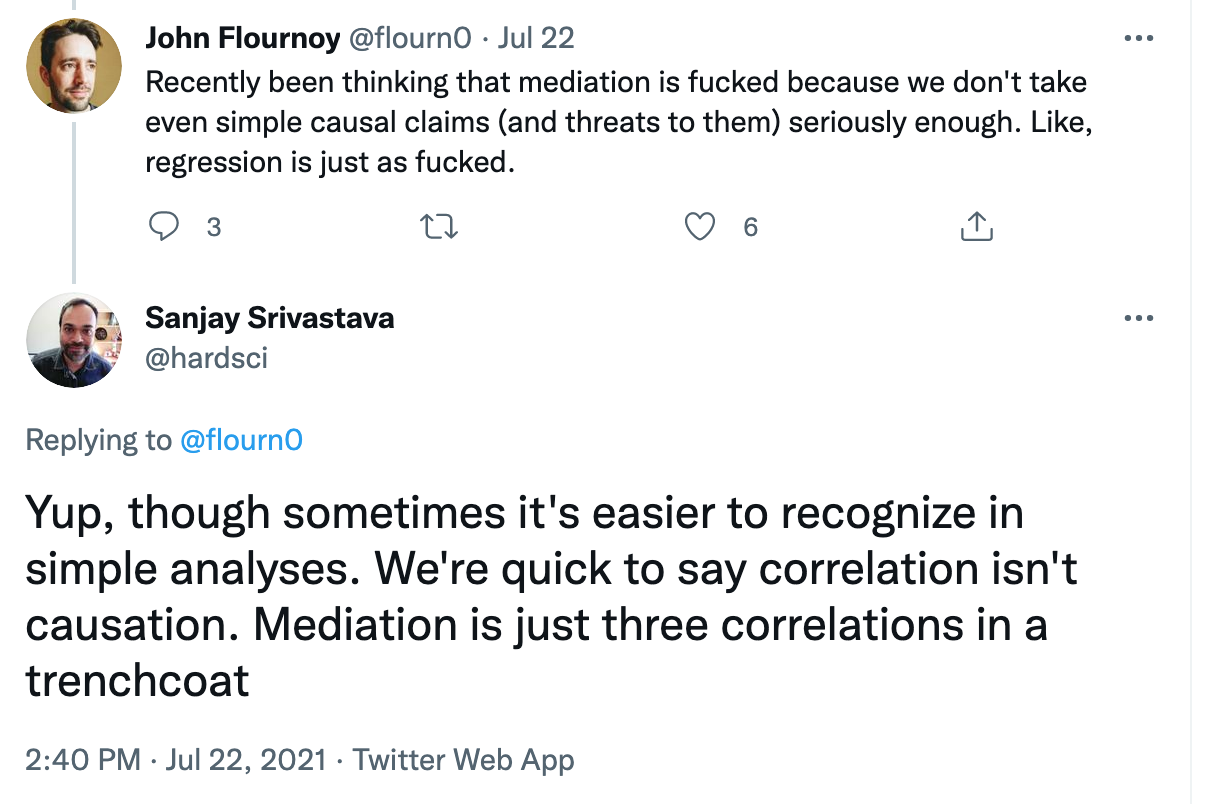 John Flournoy @flourn0 · Jul 22
Recently been thinking that mediation is fucked because we don't take
even simple causal claims (and threats to them) seriously enough. Like,
regression is just as fucked.
3 6
Sanjay Srivastava
@hardsci
Replying to @flourn0
Yup, though sometimes it's easier to recognize in
simple analyses. We're quick to say correlation isn't
causation. Mediation is just three correlations in a
trenchcoat
2:40 PM · Jul 22, 2021 · Twitter Web App